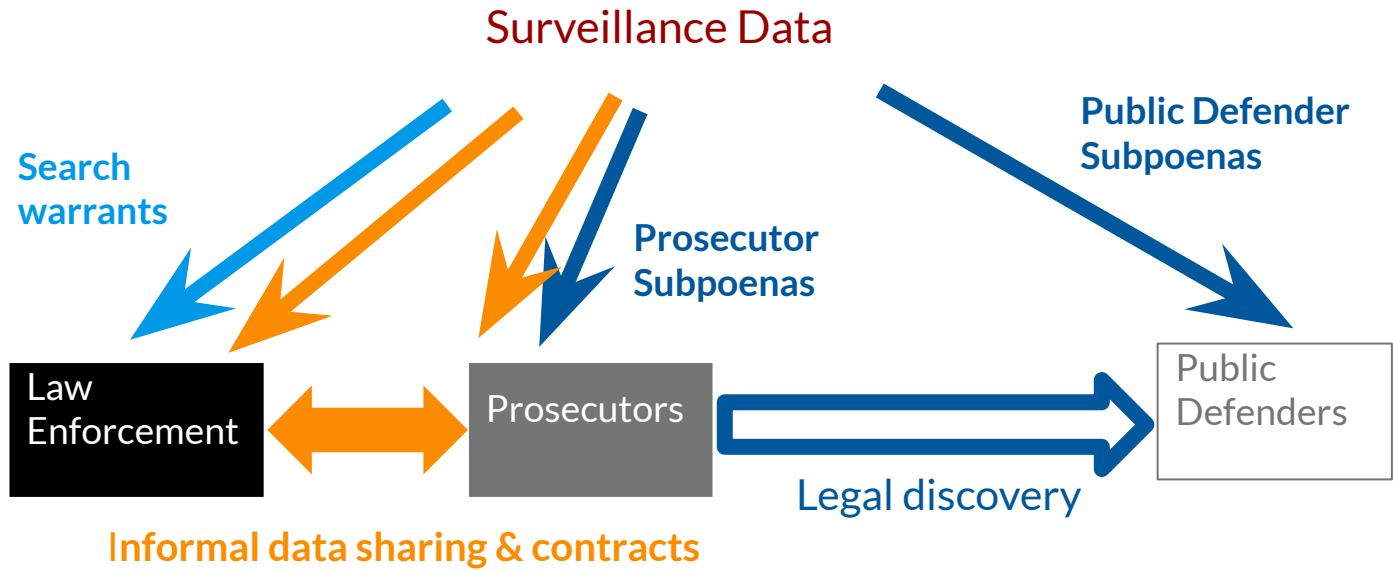 Surveillance Data
Search
warrants
Public Defender
Subpoenas
Prosecutor
Subpoenas
Law
Enforcement
Prosecutors
Public
Defenders
Legal discovery
Informal data sharing & contracts